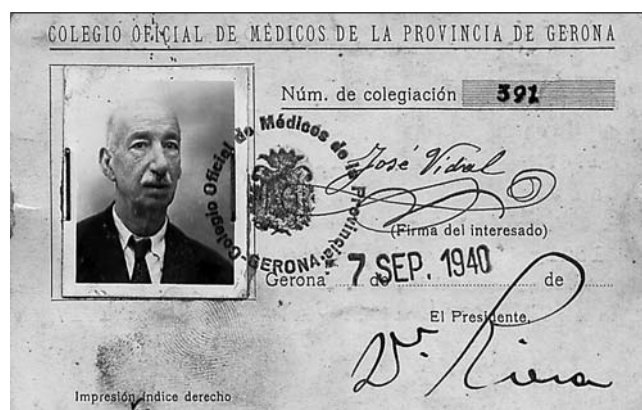 COLEGIO OFICIAL DE MÉDICOS DE LA PROVINCIA DE GERONA
Núm. de colegiación 391
Colegio Oficial de Médicos de la Provincia.
-GERONA-
José Vidal
(Firma del interesado)
Gerona 7 de SEP. 1940 de
El Presidente,
Dr. Riera
Impresión índice derecho